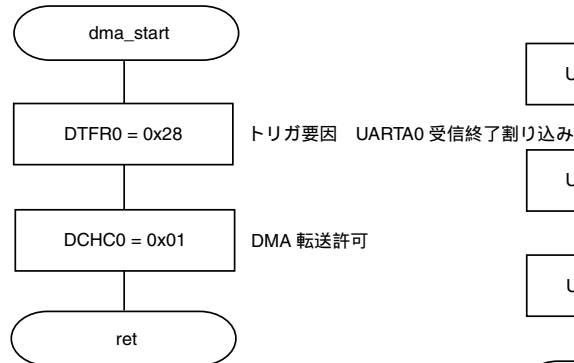 dma_start
U
DTFR0 = 0x28 トリガ要因 UARTA0 受信終了割り込み
U
DCHC0 = 0x01 DMA 転送許可
U
ret